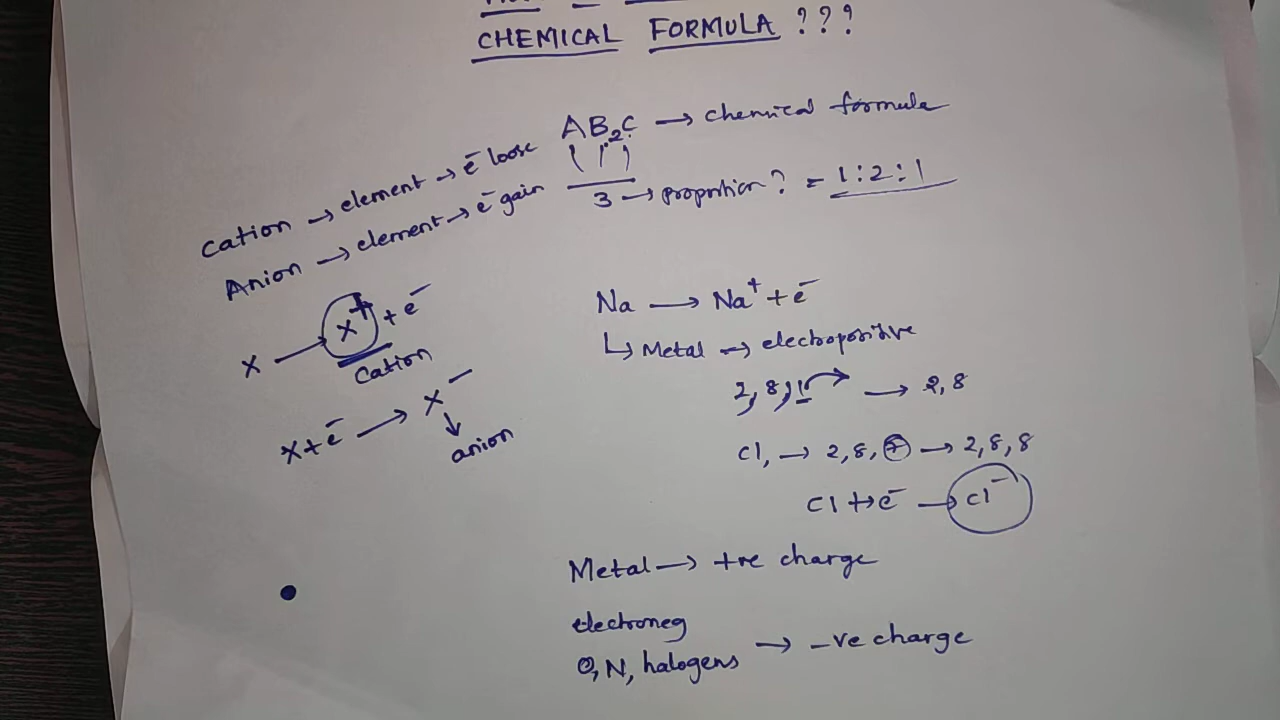 CHEMICAL FORMULA ? ? ?
AB₂C → chemical formula
3 → proportion? = 1:2:1
Cation → element → e⁻ loose
Anion → element → e⁻ gain
X → X⁺ + e⁻
Cation
X + e⁻ → X⁻
anion
Na → Na⁺ + e⁻
↳ Metal → electropositive
2, 8, 1 → 2, 8
Cl, → 2, 8, 7 → 2, 8, 8
Cl + e⁻ → Cl⁻
Metal → +ve charge
electroneg
O, N, halogens → -ve charge